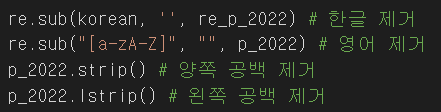 re.sub(korean, '', re_p_2022) # 한글 제거
re.sub("[a-zA-Z]", "", p_2022) # 영어 제거
p_2022.strip() # 양쪽 공백 제거
p_2022.lstrip() # 왼쪽 공백 제거